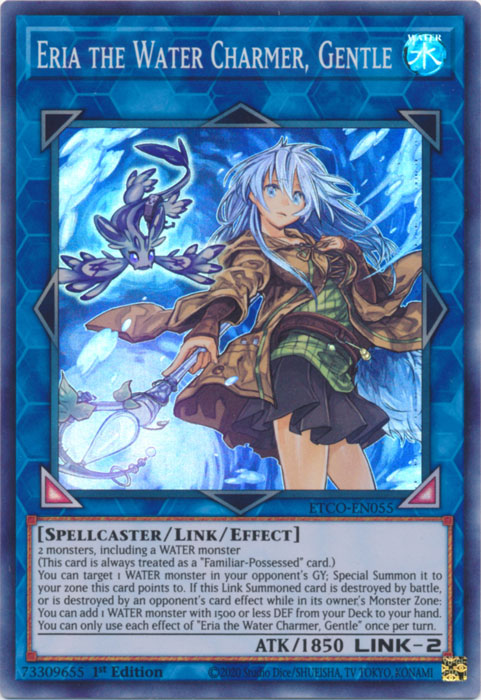 ERIA THE WATER CHARMER, GENTLE
WATER
水
ETCO-EN055
[SPELLCASTER/LINK/EFFECT]
2 monsters, including a WATER monster
(This card is always treated as a "Familiar-Possessed" card.)
You can target 1 WATER monster in your opponent's GY; Special Summon it to
your zone this card points to. If this Link Summoned card is destroyed by battle,
or is destroyed by an opponent's card effect while in its owner's Monster Zone:
You can add 1 WATER monster with 1500 or less DEF from your Deck to your hand.
You can only use each effect of "Eria the Water Charmer, Gentle" once per turn.
ATK/1850 LINK-2
73309655 1st Edition ©2020 Studio Dice/SHUEISHA, TV TOKYO, KONAMI